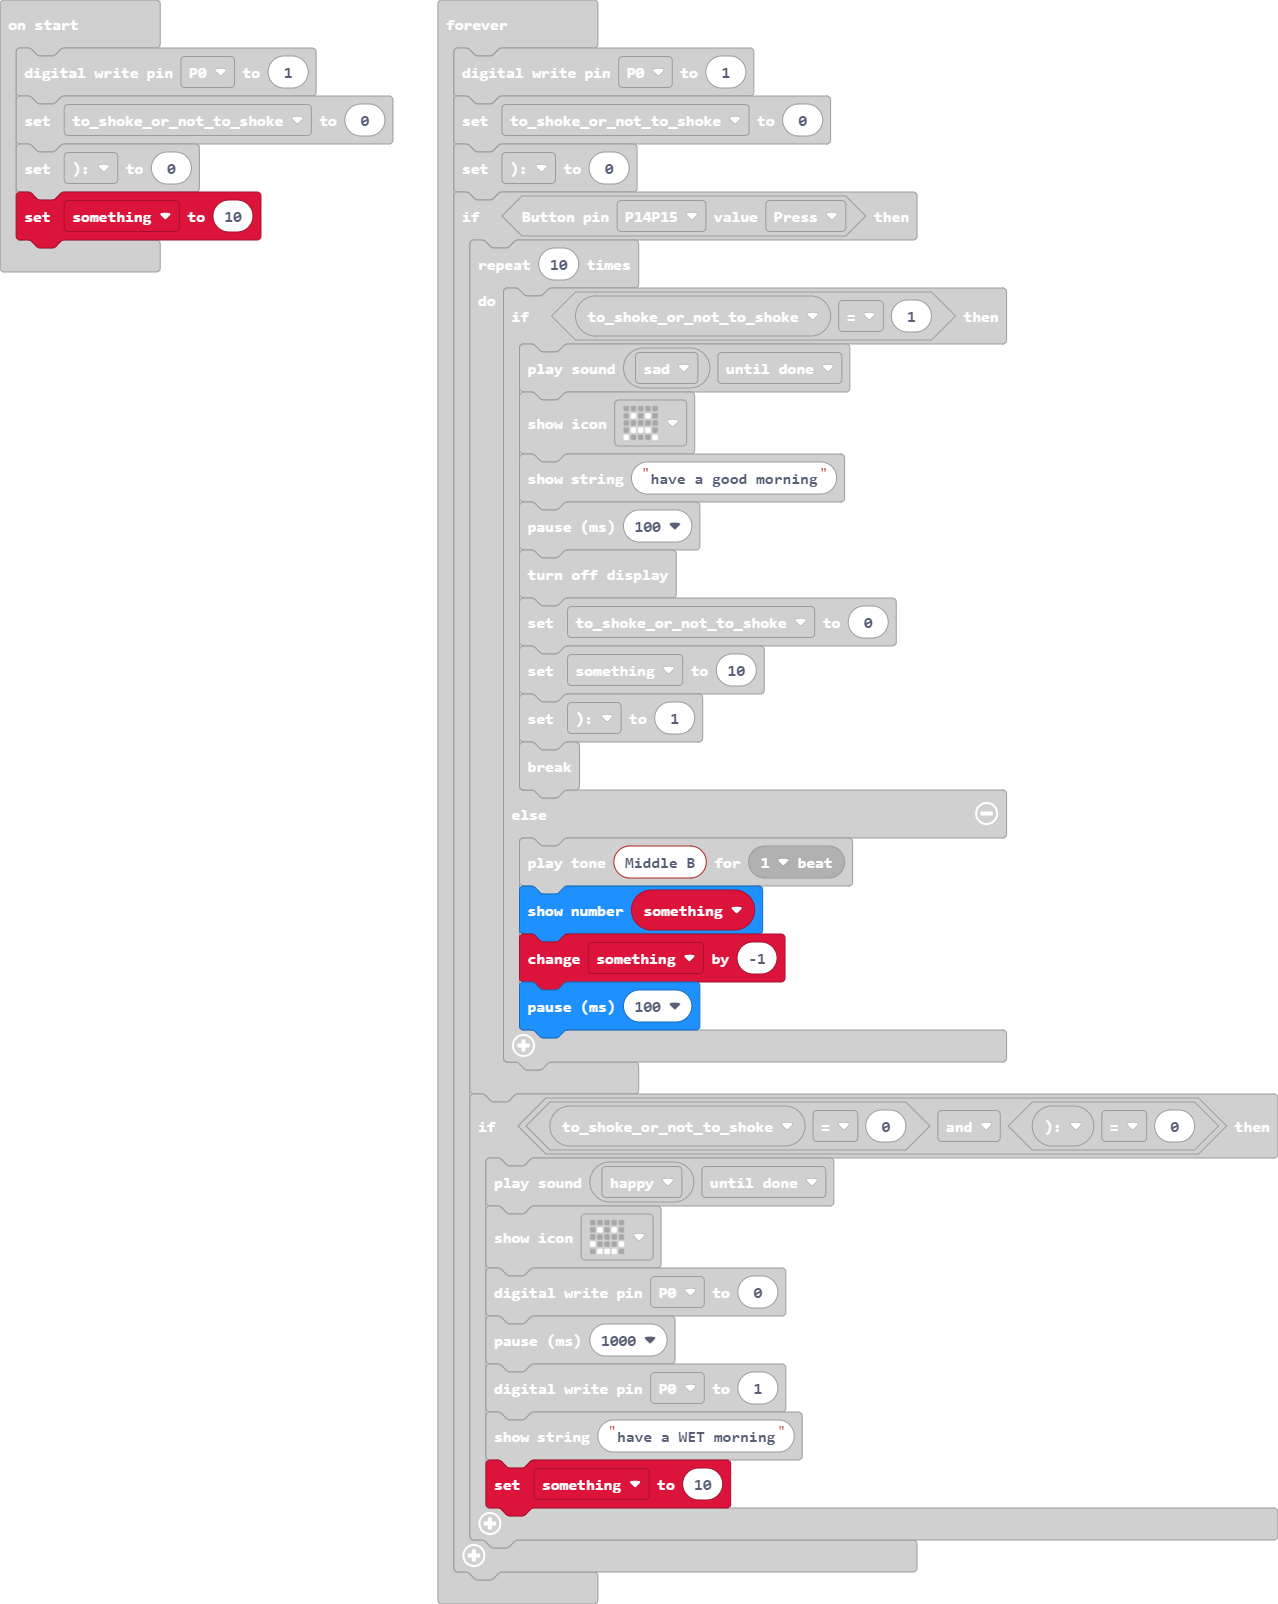 on start
digital write pin P0 to 1
set to_shoke_or_not_to_shoke to 0
set ): to 0
set something to 10
forever
digital write pin P0 to 1
set to_shoke_or_not_to_shoke to 0
set ): to 0
if Button pin P14P15 value Press then
repeat 10 times
do
if to_shoke_or_not_to_shoke = 1 then
play sound sad until done
show icon
show string "have a good morning"
pause (ms) 100
turn off display
set to_shoke_or_not_to_shoke to 0
set something to 10
set ): to 1
break
else
play tone Middle B for 1 beat
show number something
change something by -1
pause (ms) 100
if to_shoke_or_not_to_shoke = 0 and ): = 0 then
play sound happy until done
show icon
digital write pin P0 to 0
pause (ms) 1000
digital write pin P0 to 1
show string "have a WET morning"
set something to 10